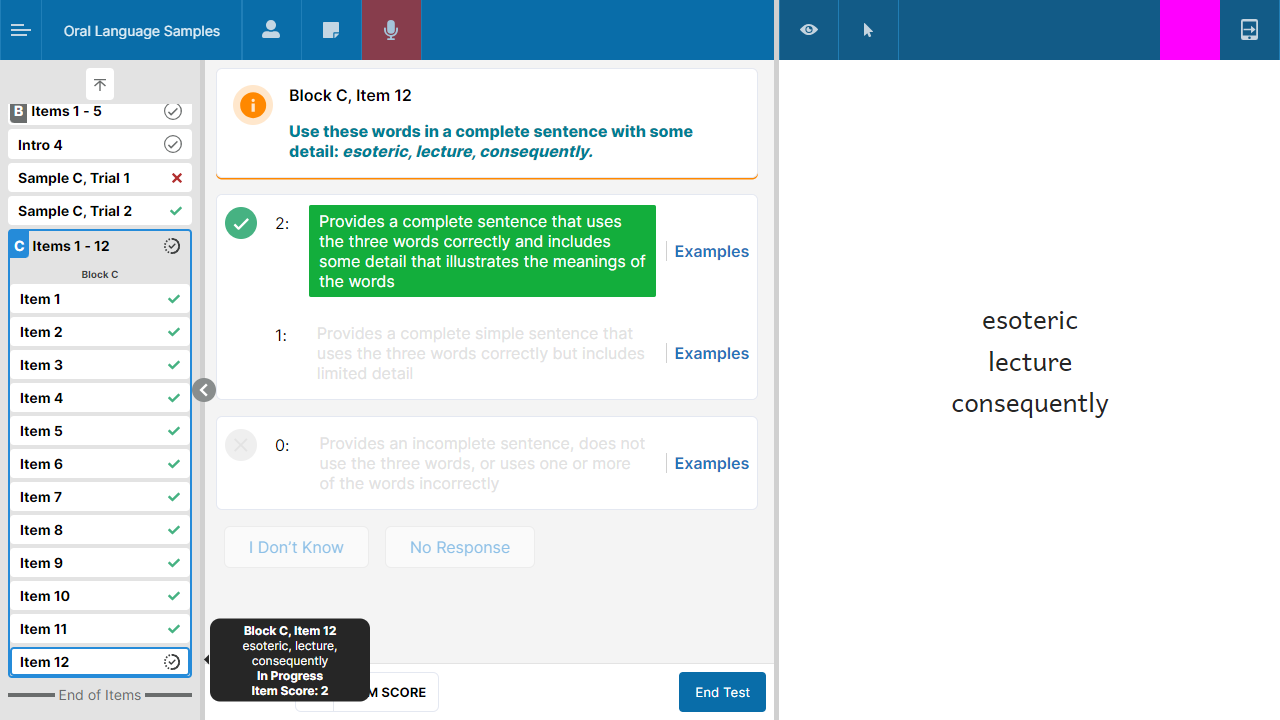 Oral Language Samples
B Items 1 - 5
Intro 4
Sample C, Trial 1
Sample C, Trial 2
C Items 1 - 12
Block C
Item 1
Item 2
Item 3
Item 4
Item 5
Item 6
Item 7
Item 8
Item 9
Item 10
Item 11
Item 12
End of Items
Block C, Item 12
Use these words in a complete sentence with some
detail: esoteric, lecture, consequently.
2:
Provides a complete sentence that uses
the three words correctly and includes
some detail that illustrates the meanings of
the words
Examples
1:
Provides a complete simple sentence that
uses the three words correctly but includes
limited detail
Examples
0:
Provides an incomplete sentence, does not
use the three words, or uses one or more
of the words incorrectly
Examples
I Don't Know
No Response
Block C, Item 12
esoteric, lecture,
consequently
In Progress
Item Score: 2
SCORE
End Test
esoteric
lecture
consequently